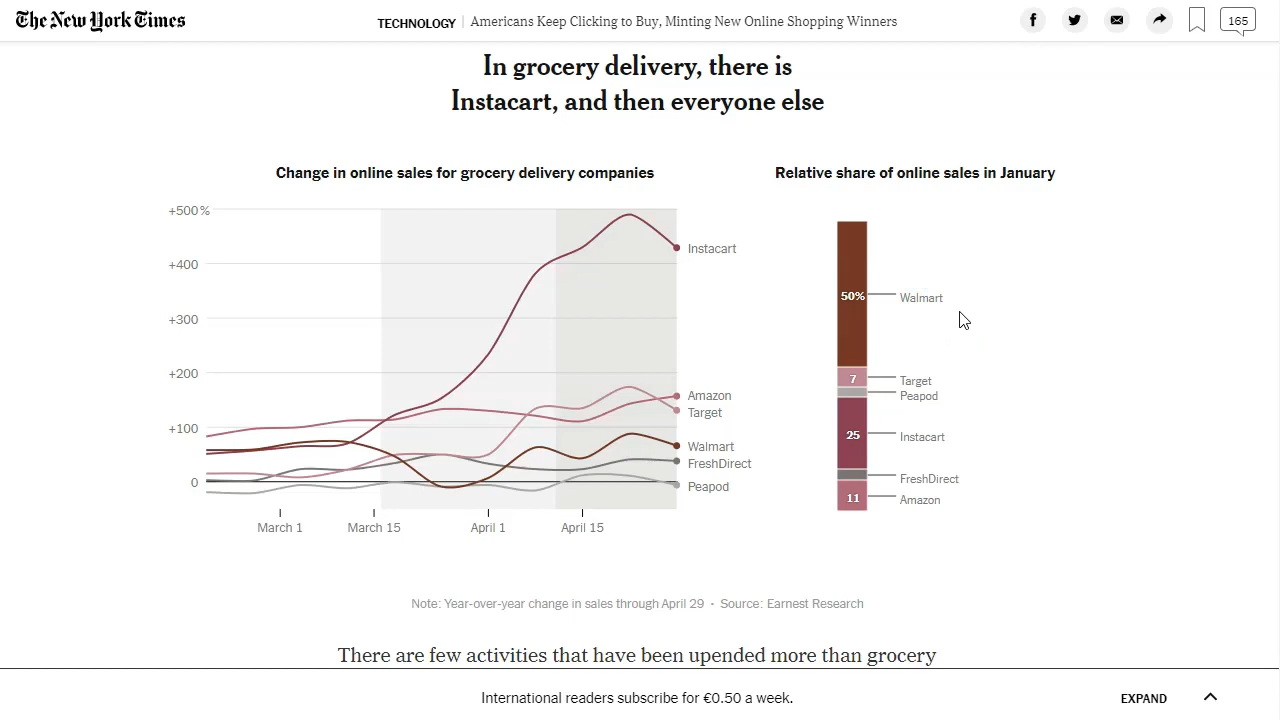 The New York Times
TECHNOLOGY | Americans Keep Clicking to Buy, Minting New Online Shopping Winners
165
In grocery delivery, there is
Instacart, and then everyone else
Change in online sales for grocery delivery companies
+500%
+400
+300
+200
+100
0
Instacart
Amazon
Target
Walmart
FreshDirect
Peapod
March 1
March 15
April 1
April 15
Relative share of online sales in January
50%
Walmart
7
Target
Peapod
25
Instacart
FreshDirect
11
Amazon
Note: Year-over-year change in sales through April 29 • Source: Earnest Research
There are few activities that have been upended more than grocery
International readers subscribe for €0.50 a week.
EXPAND